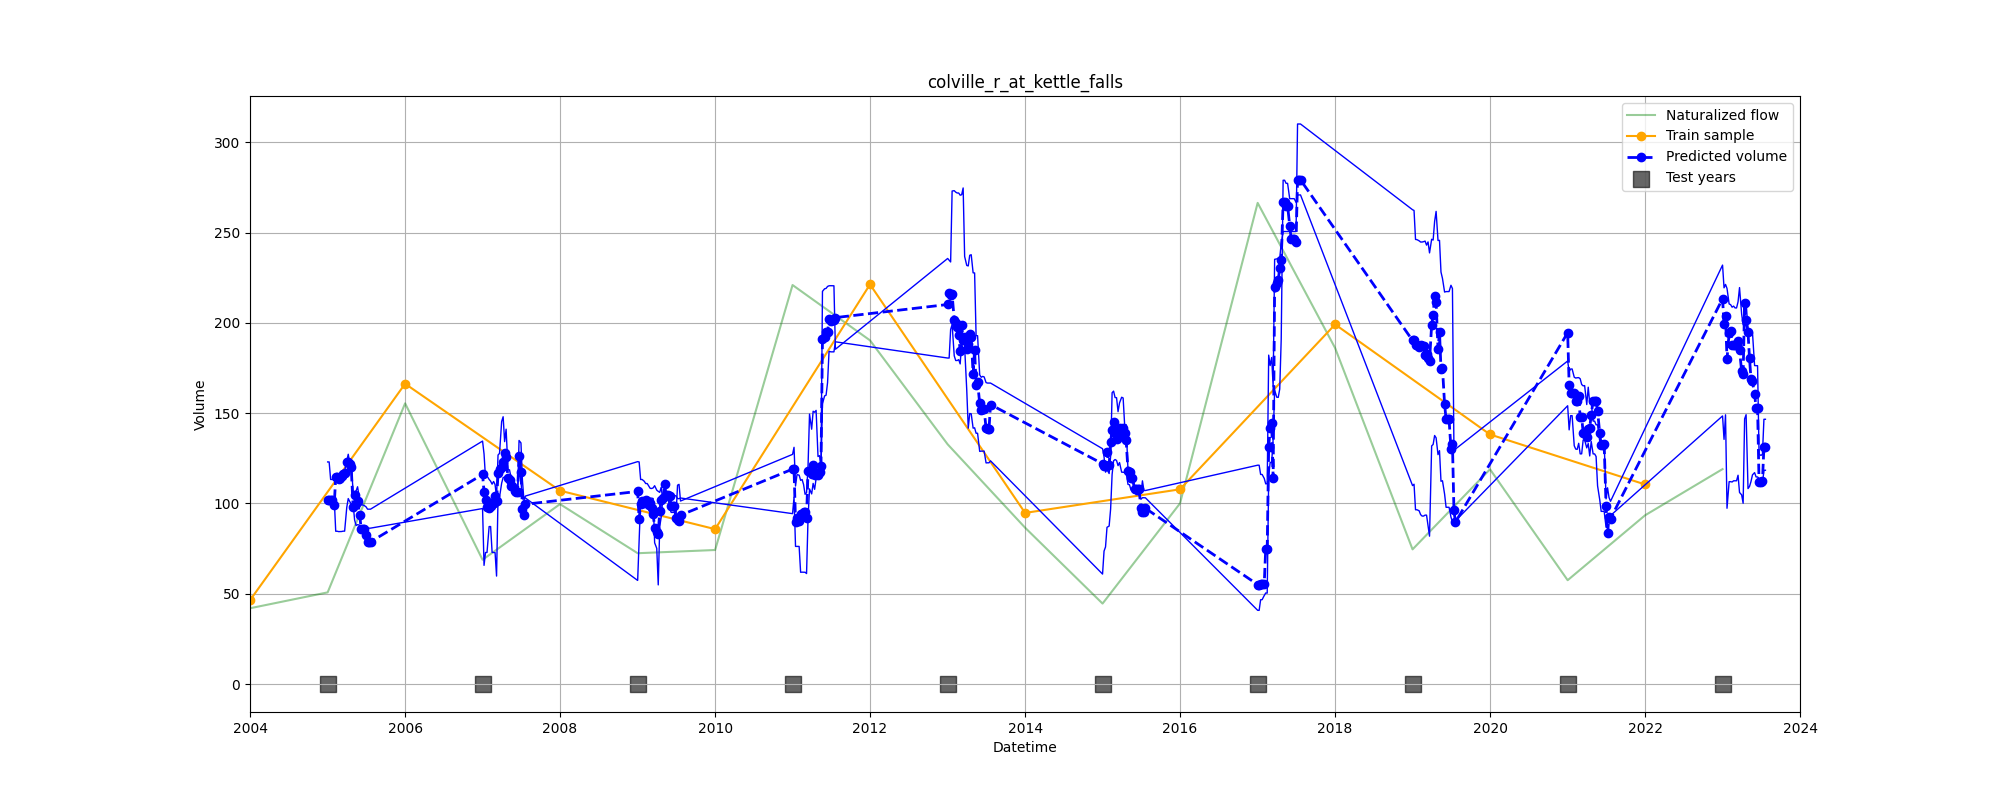 colville_r_at_kettle_falls
Naturalized flow
Train sample
Predicted volume
Test years
300
250
200
150
100
50
0
Volume
2004 2006 2008 2010 2012 2014 2016 2018 2020 2022 2024
Datetime